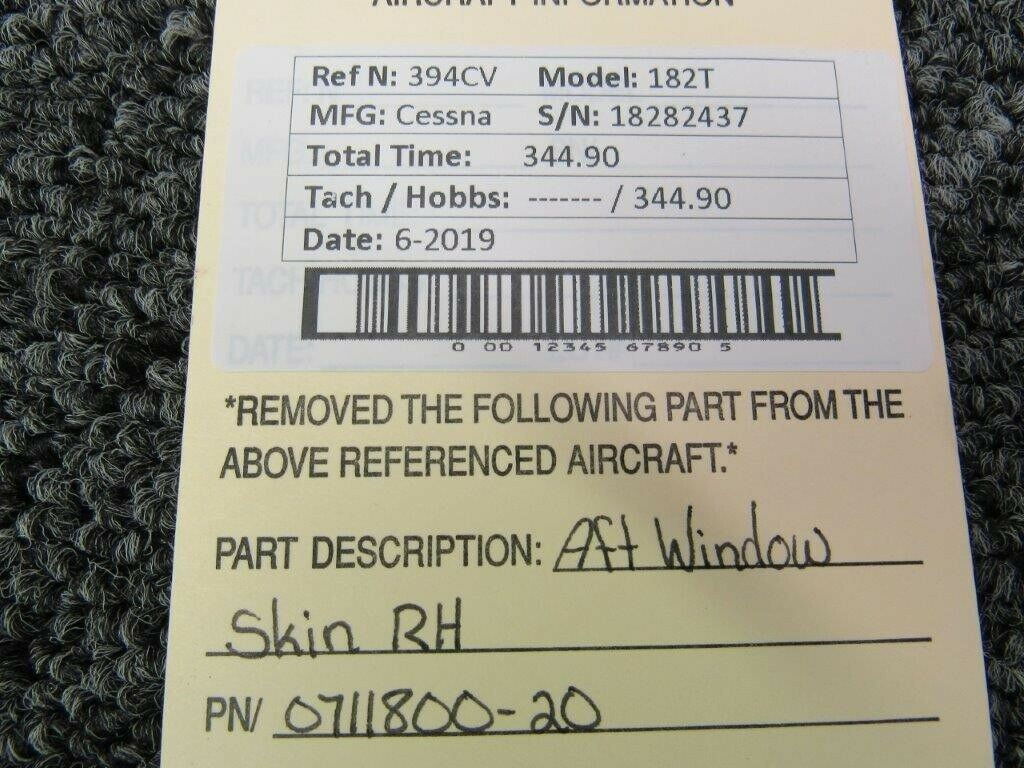 AIRCRAFT INFORMATION
Ref N: 394CV Model: 182T
MFG: Cessna S/N: 18282437
Total Time: 344.90
Tach / Hobbs: ------- / 344.90
Date: 6-2019
0 00 12345 67890 5
*REMOVED THE FOLLOWING PART FROM THE
ABOVE REFERENCED AIRCRAFT.*
PART DESCRIPTION: Aft Window
Skin RH
PN/ 0711800-20